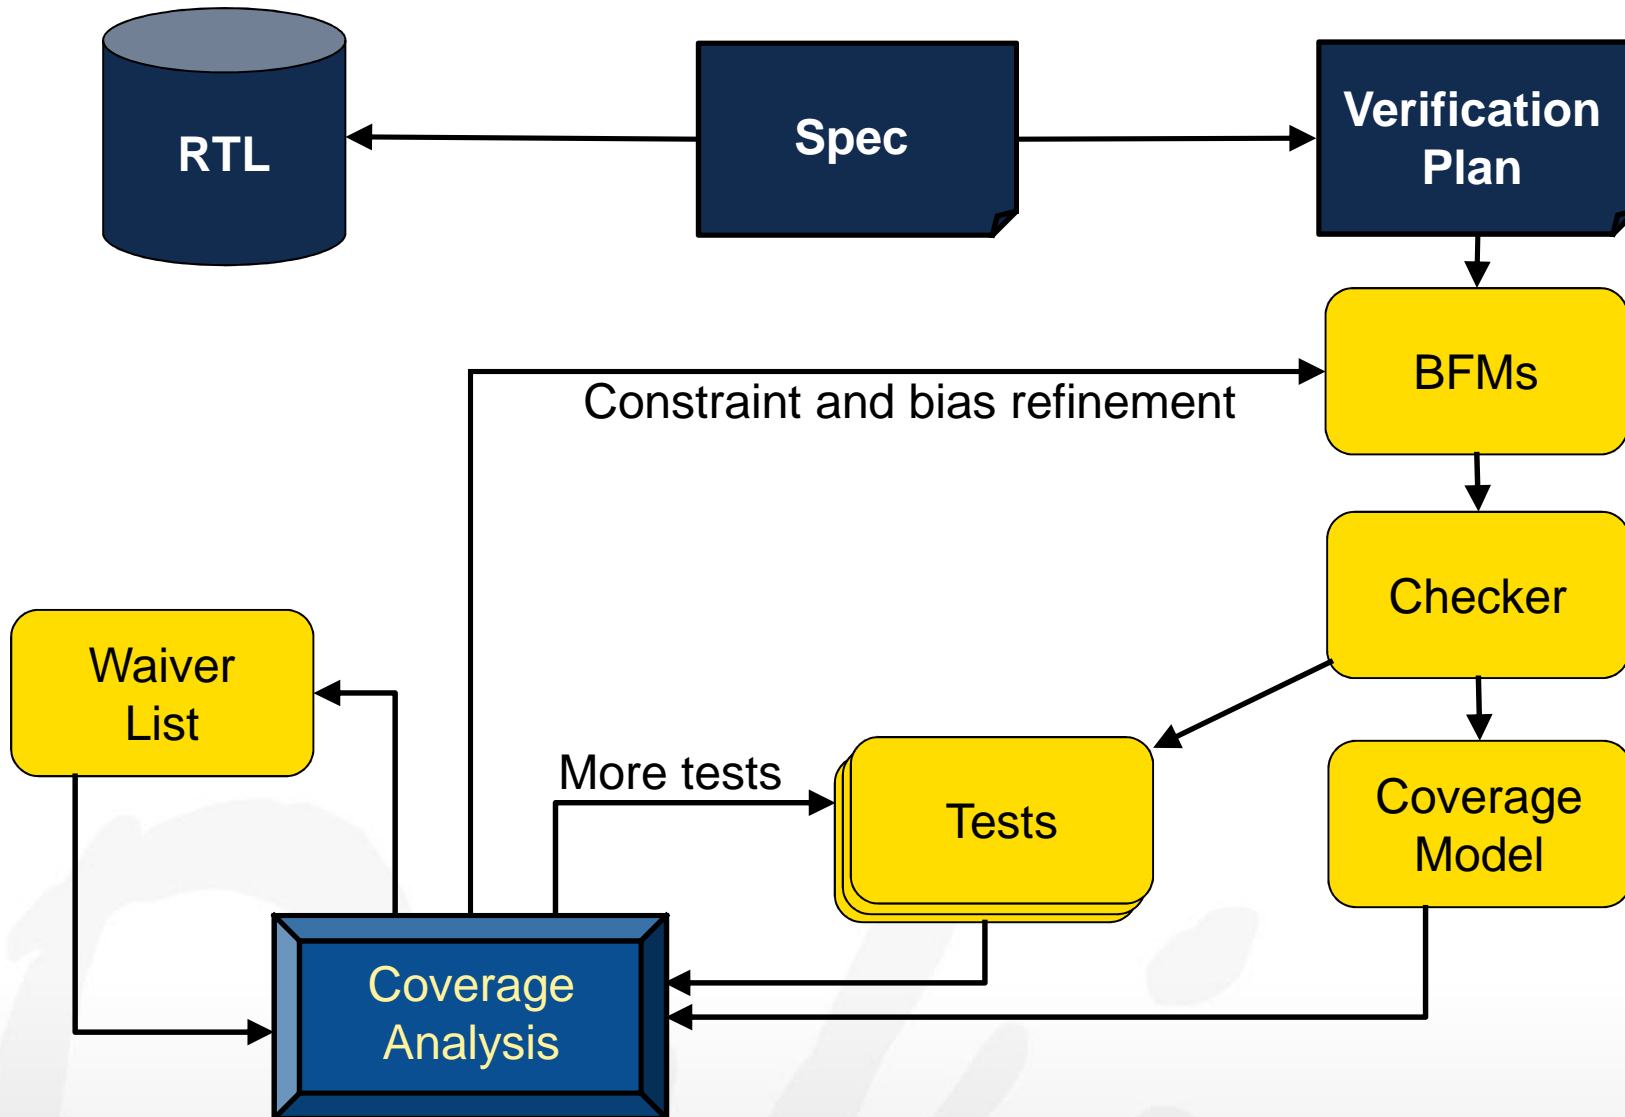 RTL
Spec
Verification
Plan
BFMs
Constraint and bias refinement
Checker
Waiver
List
More tests
Tests
Coverage
Model
Coverage
Analysis